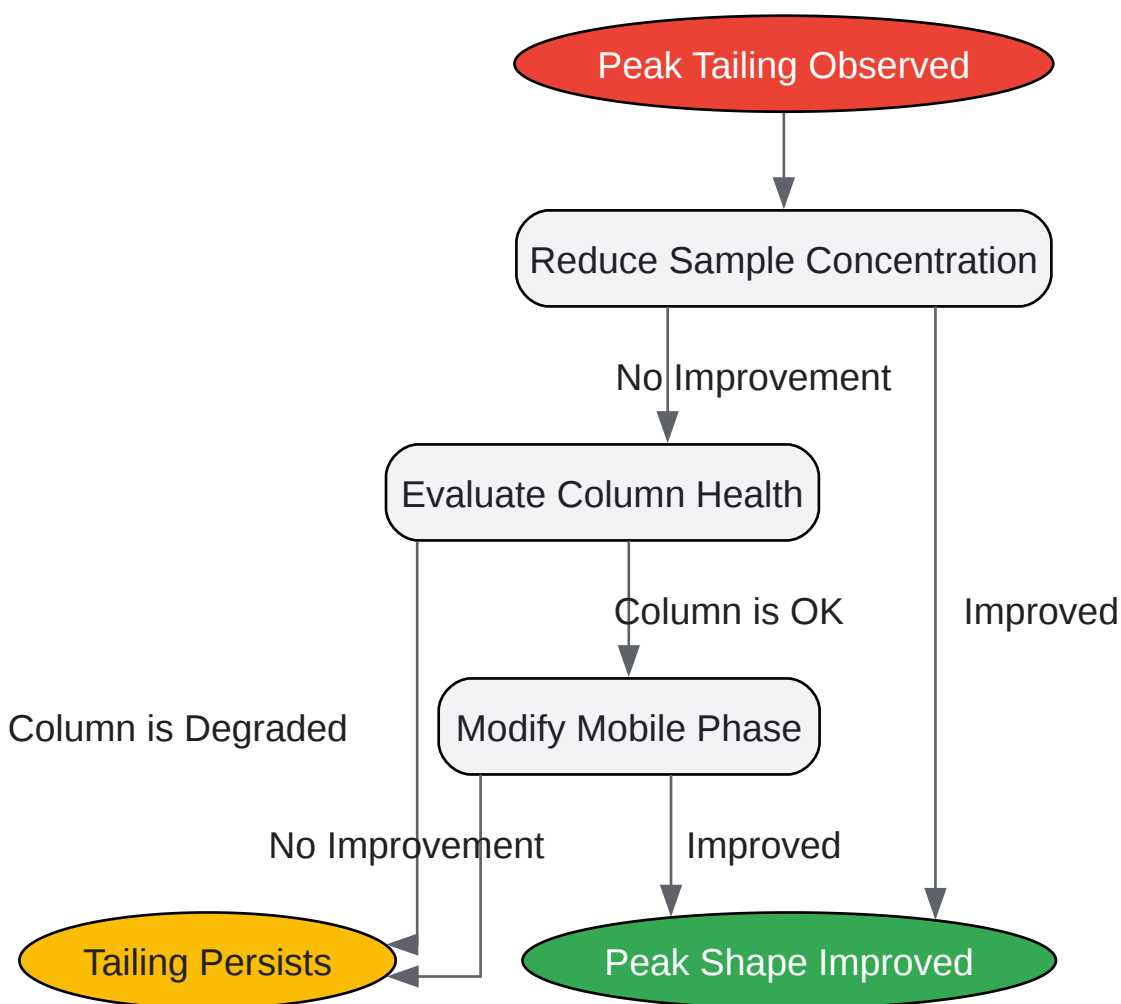 Peak Tailing Observed
Reduce Sample Concentration
No Improvement
Evaluate Column Health
Column is OK
Improved
Column is Degraded
Modify Mobile Phase
No Improvement
Improved
Tailing Persists
Peak Shape Improved